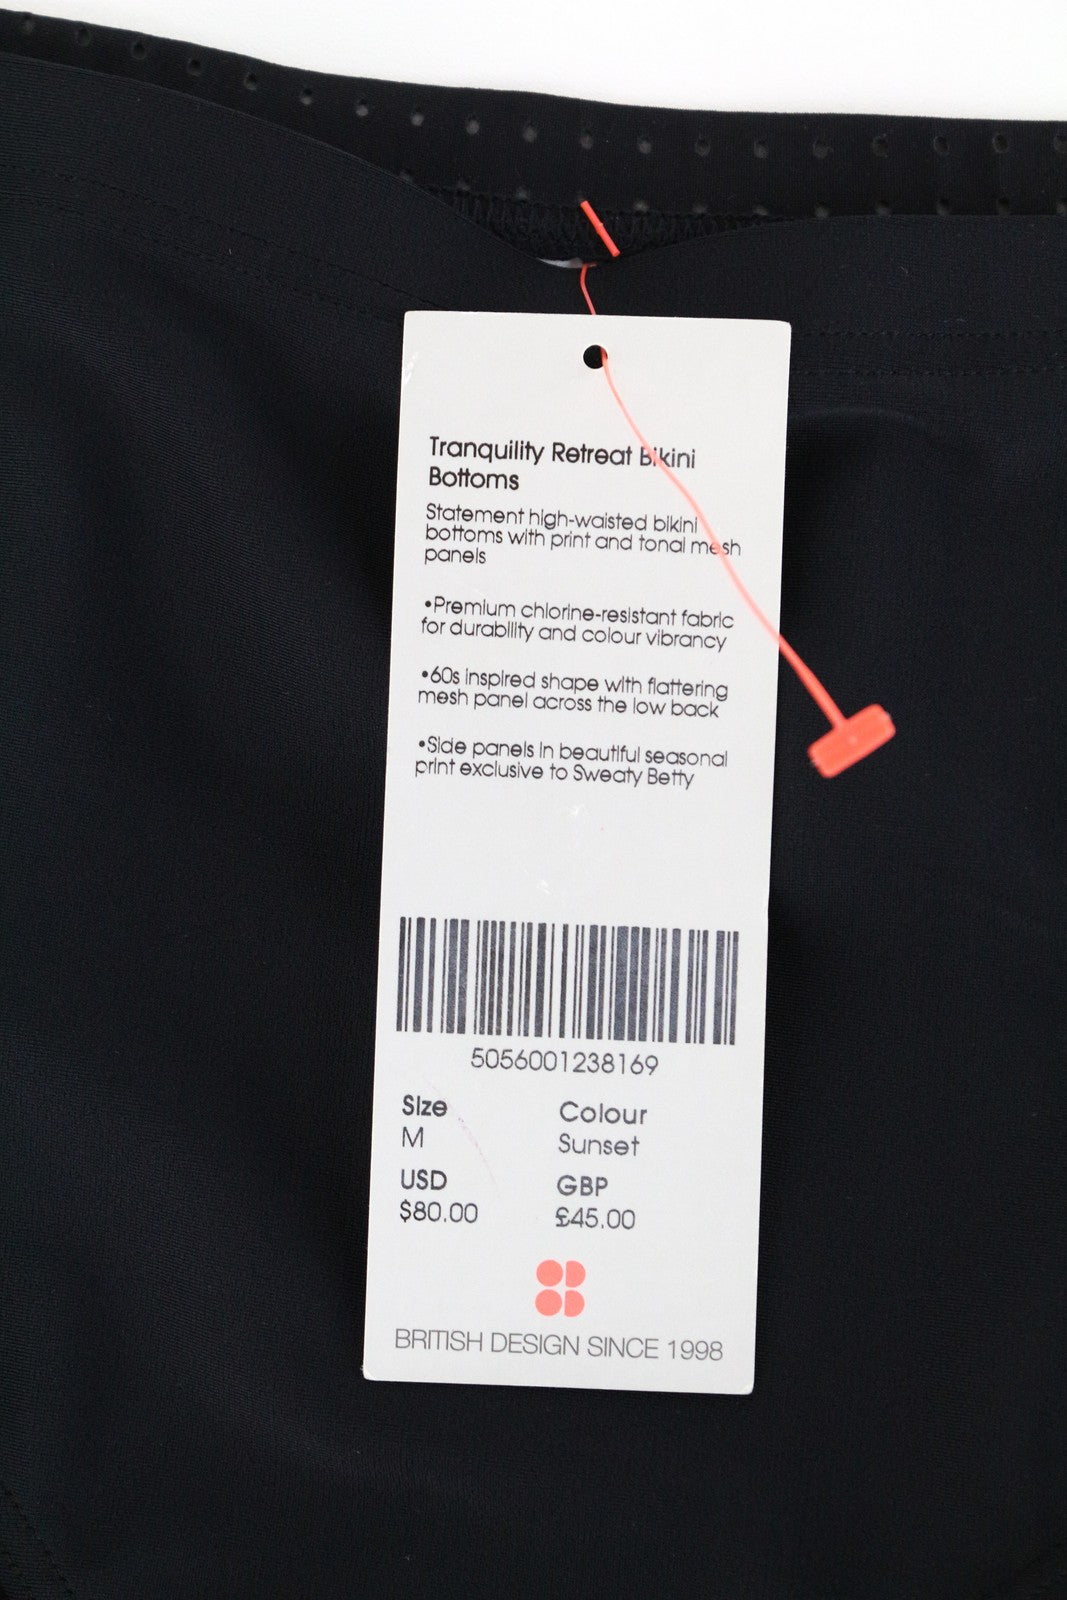 Tranquility Retreat Bikini
Bottoms
Statement high-waisted bikini
bottoms with print and tonal mesh
panels
•Premium chlorine-resistant fabric
for durability and colour vibrancy
•60s inspired shape with flattering
mesh panel across the low back
•Side panels in beautiful seasonal
print exclusive to Sweaty Betty
5056001238169
Size Colour
M Sunset
USD GBP
$80.00 £45.00
BRITISH DESIGN SINCE 1998